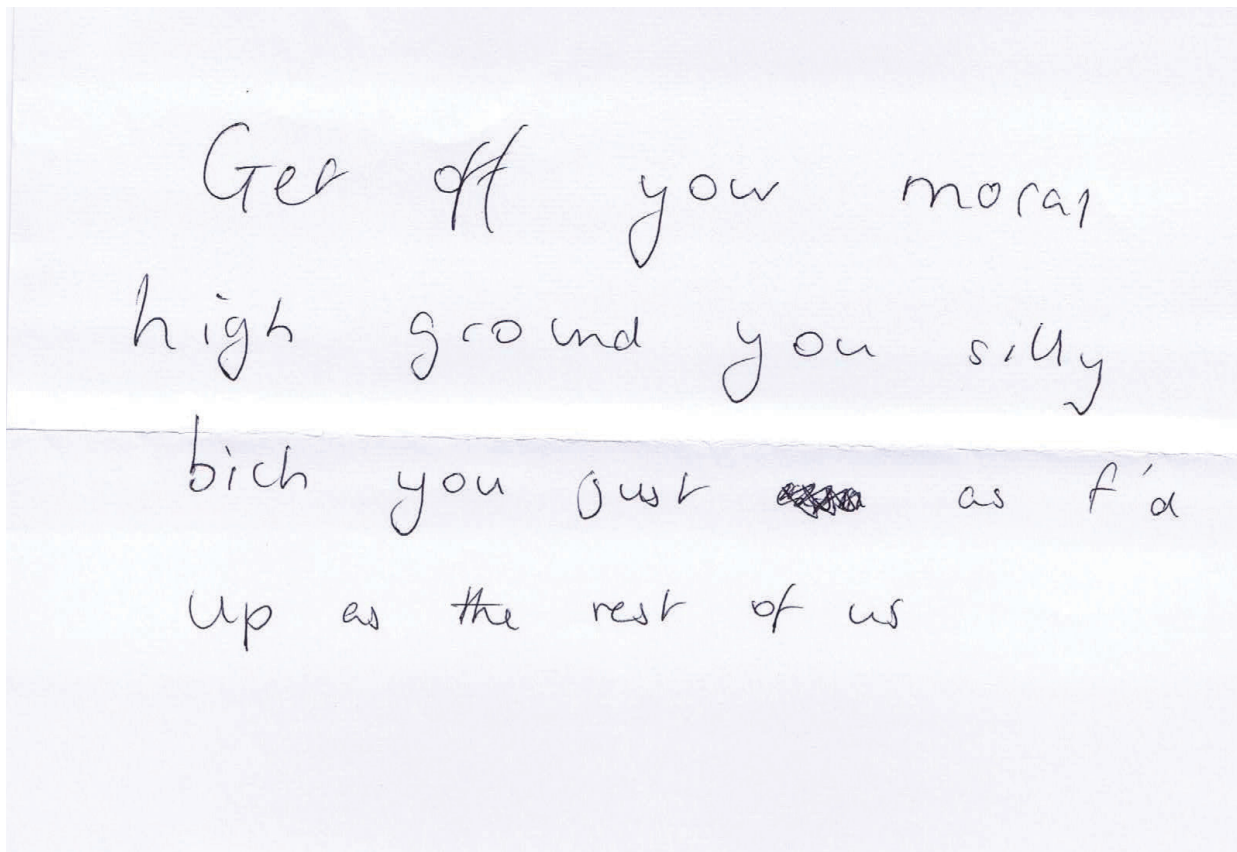 Get off your moral
high ground you silly
bich you just as f'd
up as the rest of us